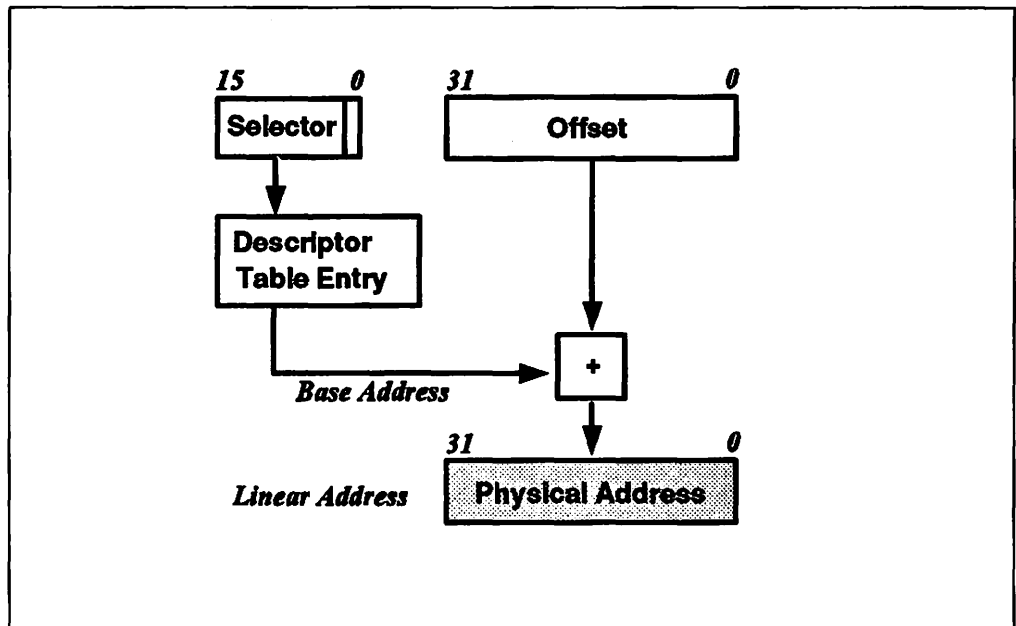 15 0
31 0
Selector
Offset
Descriptor
Table Entry
+
Base Address
31 0
Linear Address
Physical Address